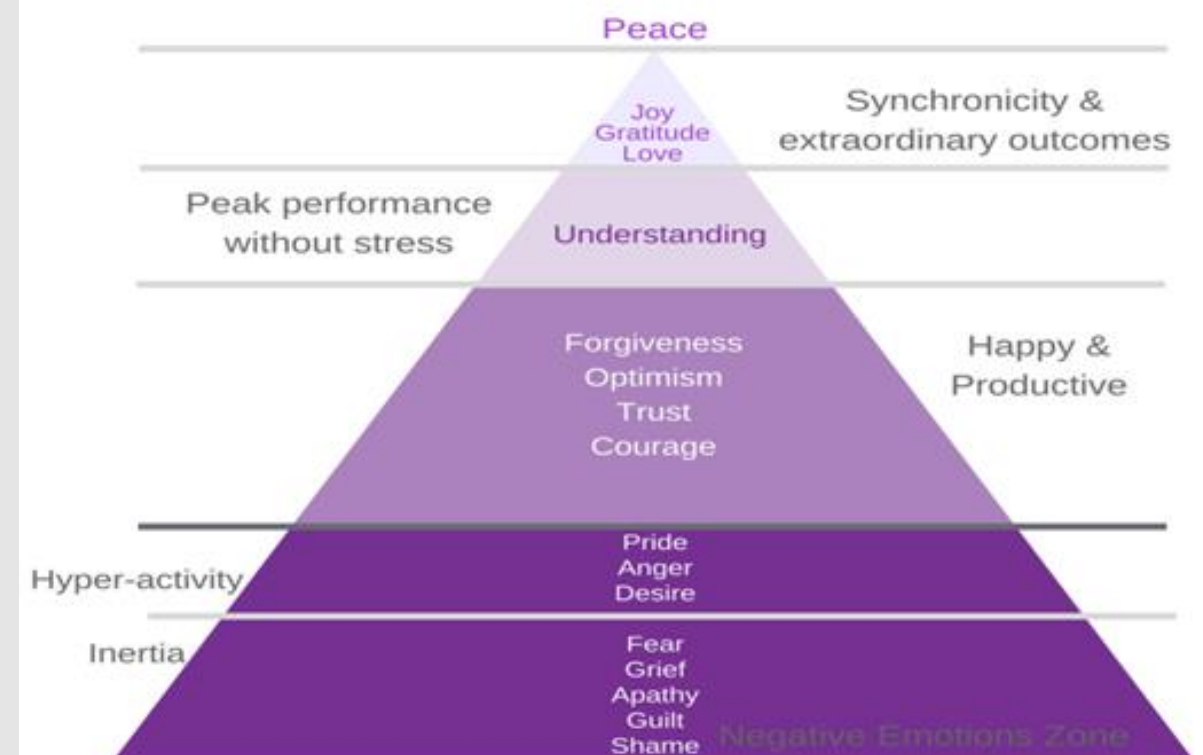 Peace
Joy
Gratitude
Love
Synchronicity &
extraordinary outcomes
Peak performance
without stress
Understanding
Forgiveness
Optimism
Trust
Courage
Happy &
Productive
Hyper-activity
Pride
Anger
Desire
Inertia
Fear
Grief
Apathy
Guilt
Shame
Negative Emotions Zone